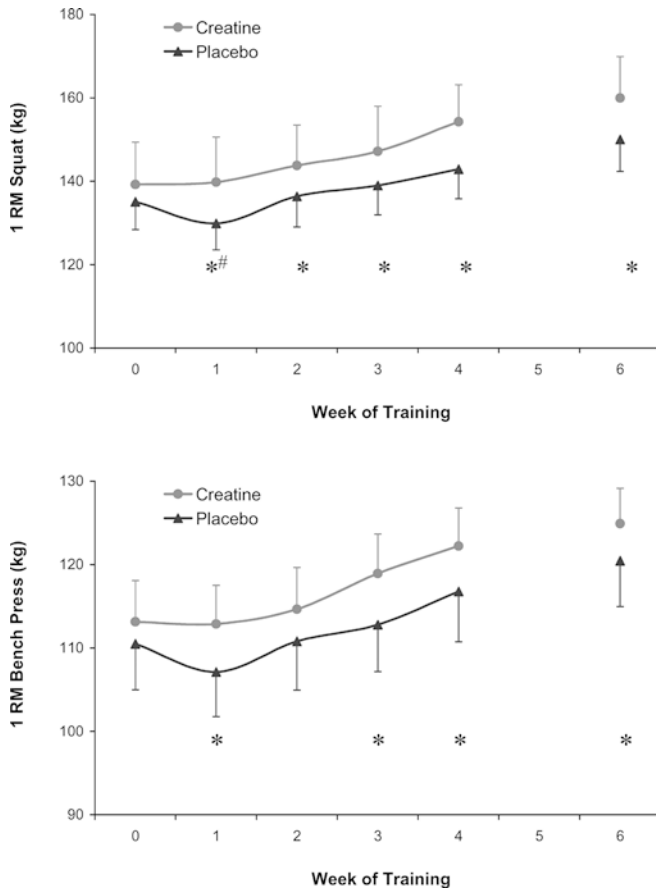 180
Creatine
Placebo
160
140
120
100
1 RM Squat (kg)
*# * * * *
0 1 2 3 4 5 6
Week of Training
130
Creatine
Placebo
120
110
100
90
1 RM Bench Press (kg)
* * * *
0 1 2 3 4 5 6
Week of Training